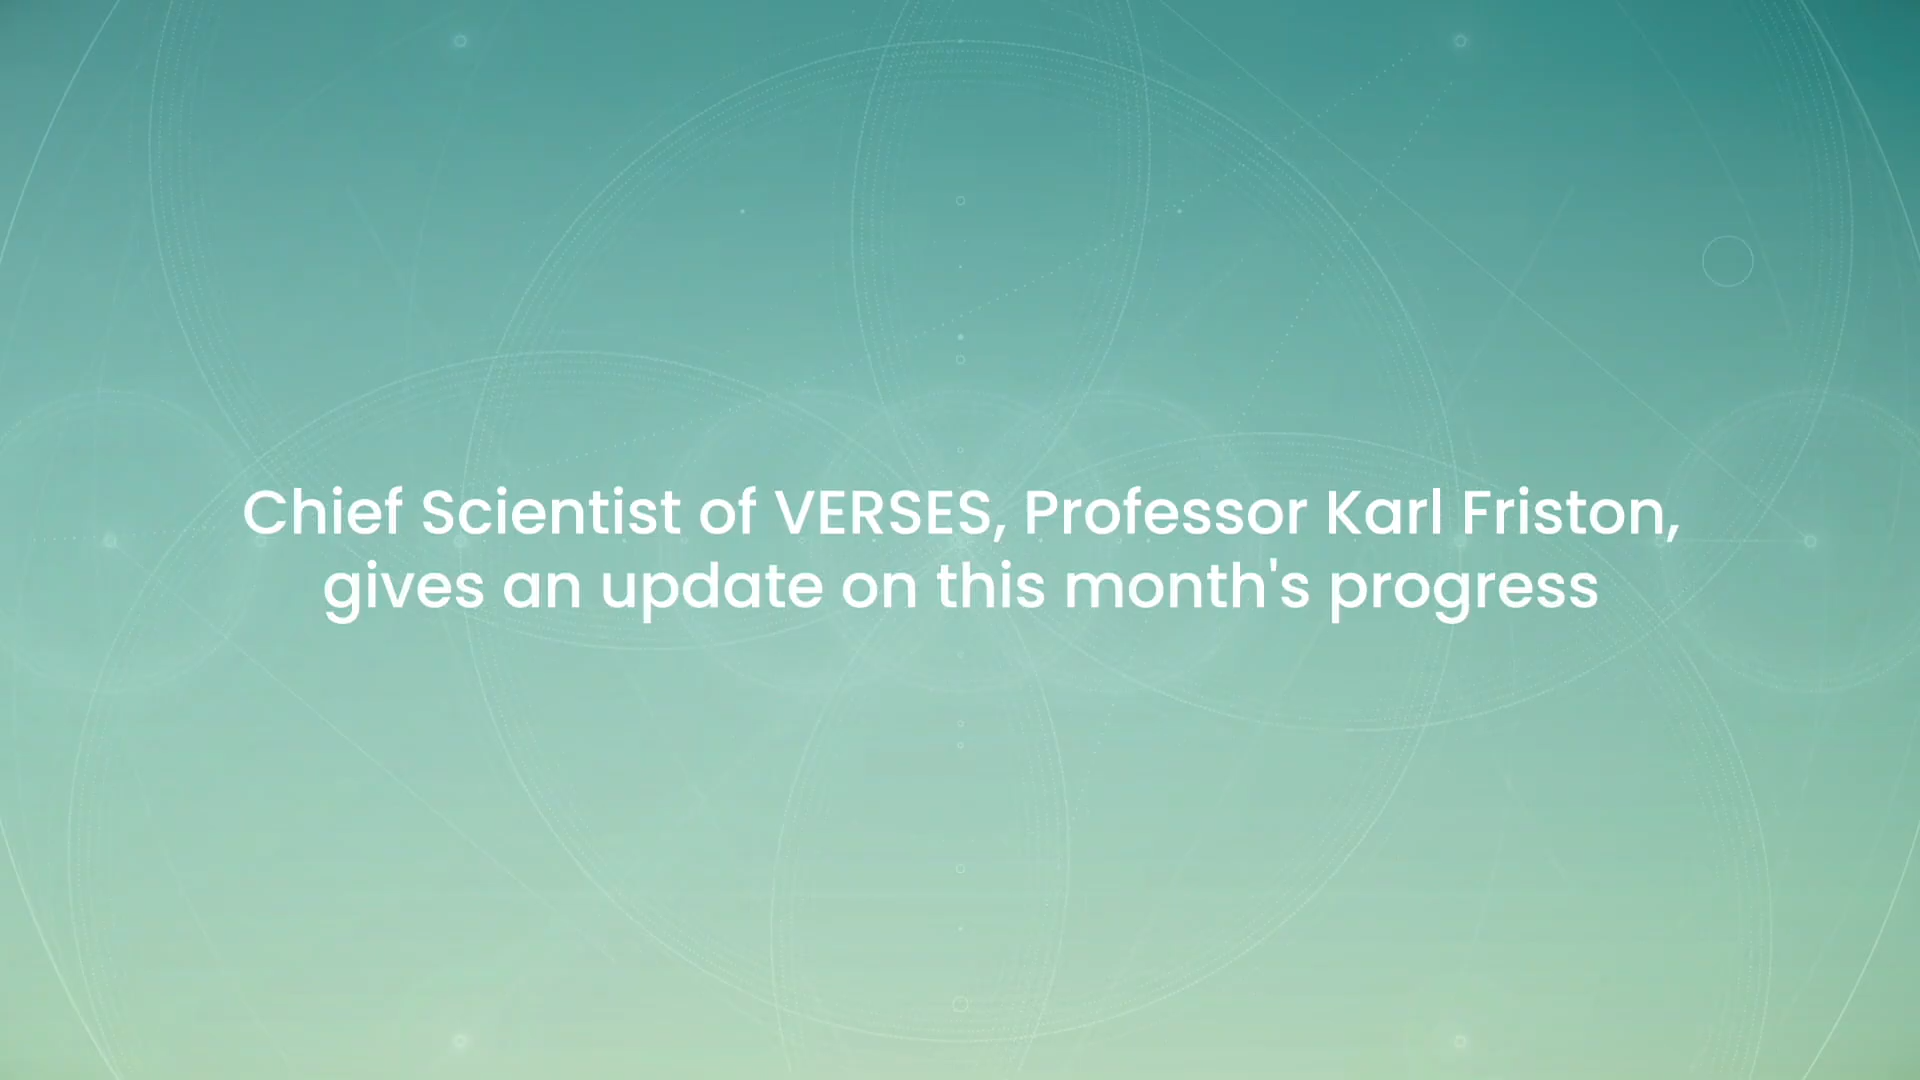 Chief Scientist of VERSES, Professor Karl Friston,
gives an update on this month's progress